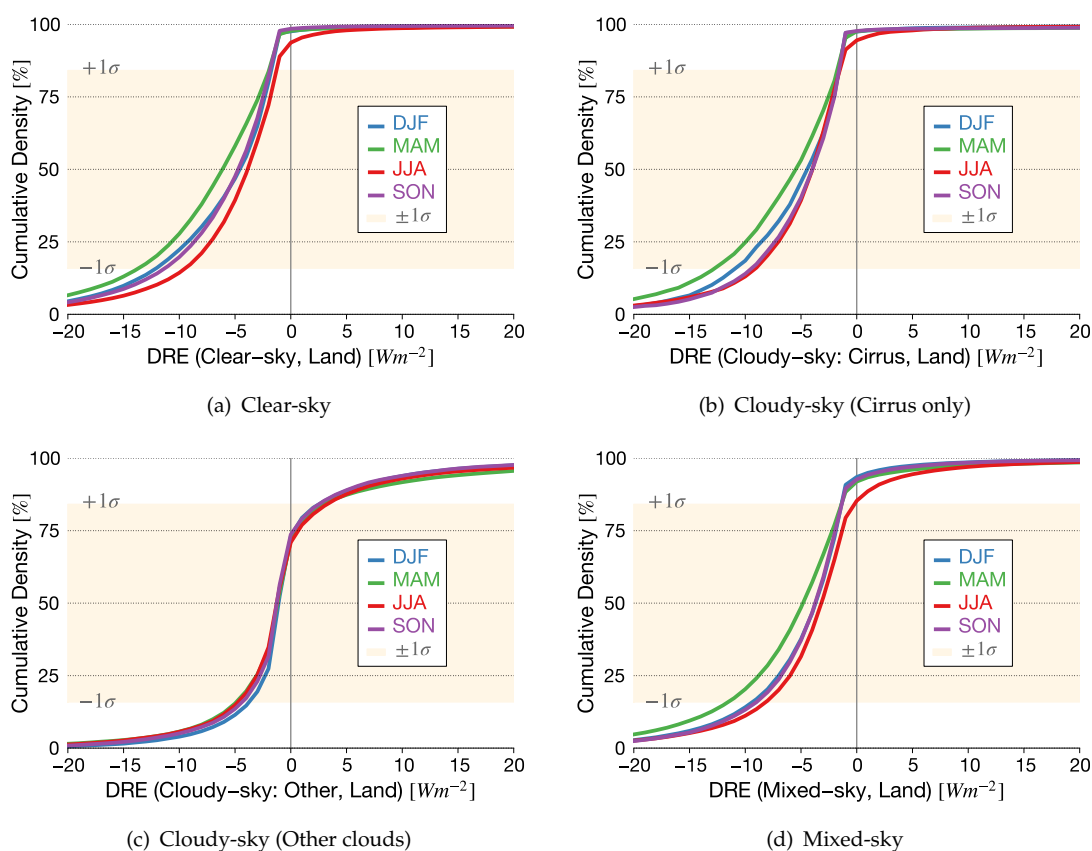 100
75
50
25
0
Cumulative Density [%]
+1σ
−1σ
DJF
MAM
JJA
SON
±1σ
−20 −15 −10 −5 0 5 10 15 20
DRE (Clear−sky, Land) [Wm−2]
(a) Clear-sky
100
75
50
25
0
Cumulative Density [%]
+1σ
−1σ
DJF
MAM
JJA
SON
±1σ
−20 −15 −10 −5 0 5 10 15 20
DRE (Cloudy−sky: Cirrus, Land) [Wm−2]
(b) Cloudy-sky (Cirrus only)
100
75
50
25
0
Cumulative Density [%]
+1σ
−1σ
DJF
MAM
JJA
SON
±1σ
−20 −15 −10 −5 0 5 10 15 20
DRE (Cloudy−sky: Other, Land) [Wm−2]
(c) Cloudy-sky (Other clouds)
100
75
50
25
0
Cumulative Density [%]
+1σ
−1σ
DJF
MAM
JJA
SON
±1σ
−20 −15 −10 −5 0 5 10 15 20
DRE (Mixed−sky, Land) [Wm−2]
(d) Mixed-sky